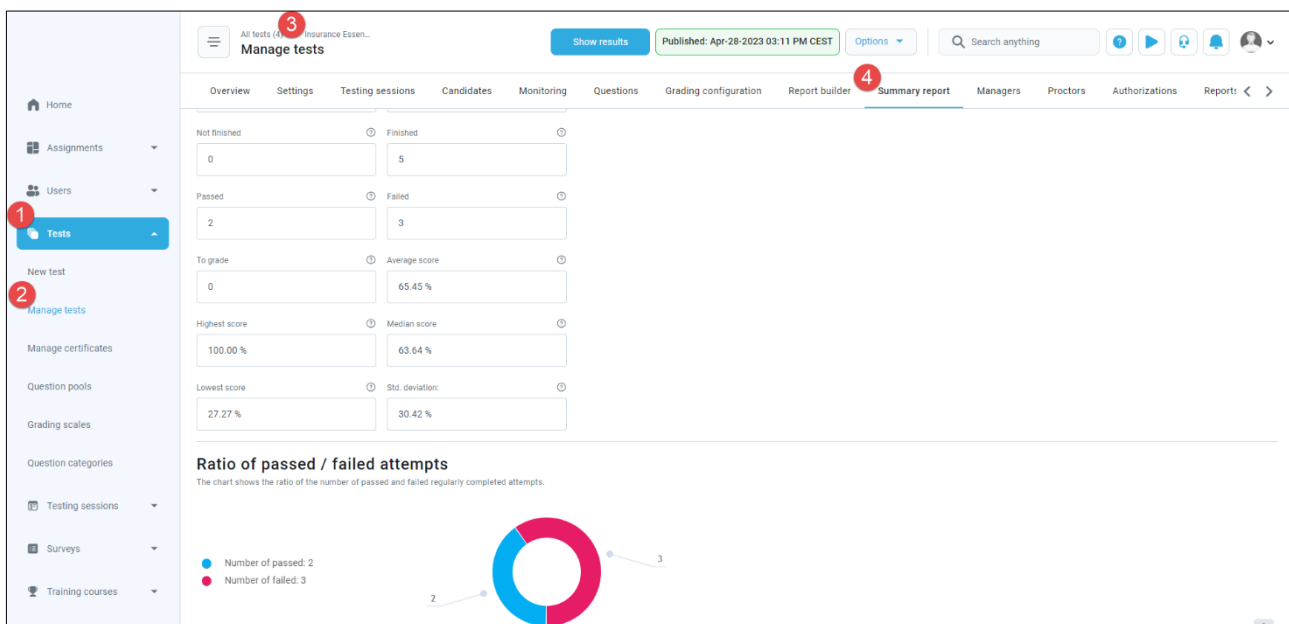 3
All tests (4) Insurance Essen...
Manage tests
Show results
Published: Apr-28-2023 03:11 PM CEST
Options
Search anything
4
Overview Settings Testing sessions Candidates Monitoring Questions Grading configuration Report builder Summary report Managers Proctors Authorizations Reports
Home
Assignments
Users
1
Tests
New test
2
Manage tests
Manage certificates
Question pools
Grading scales
Question categories
Testing sessions
Surveys
Training courses
Not finished Finished
0 5
Passed Failed
2 3
To grade Average score
0 65.45 %
Highest score Median score
100.00 % 63.64 %
Lowest score Std. deviation:
27.27 % 30.42 %
Ratio of passed / failed attempts
The chart shows the ratio of the number of passed and failed regularly completed attempts.
Number of passed: 2
Number of failed: 3
3
2